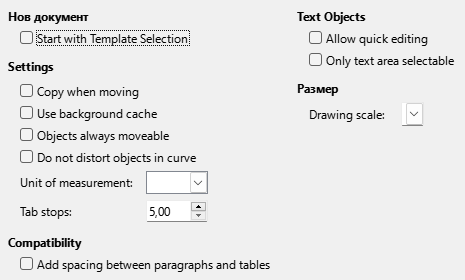 Нов документ
Start with Template Selection
Settings
Copy when moving
Use background cache
Objects always moveable
Do not distort objects in curve
Unit of measurement:
Tab stops: 5,00
Compatibility
Add spacing between paragraphs and tables
Text Objects
Allow quick editing
Only text area selectable
Размер
Drawing scale: